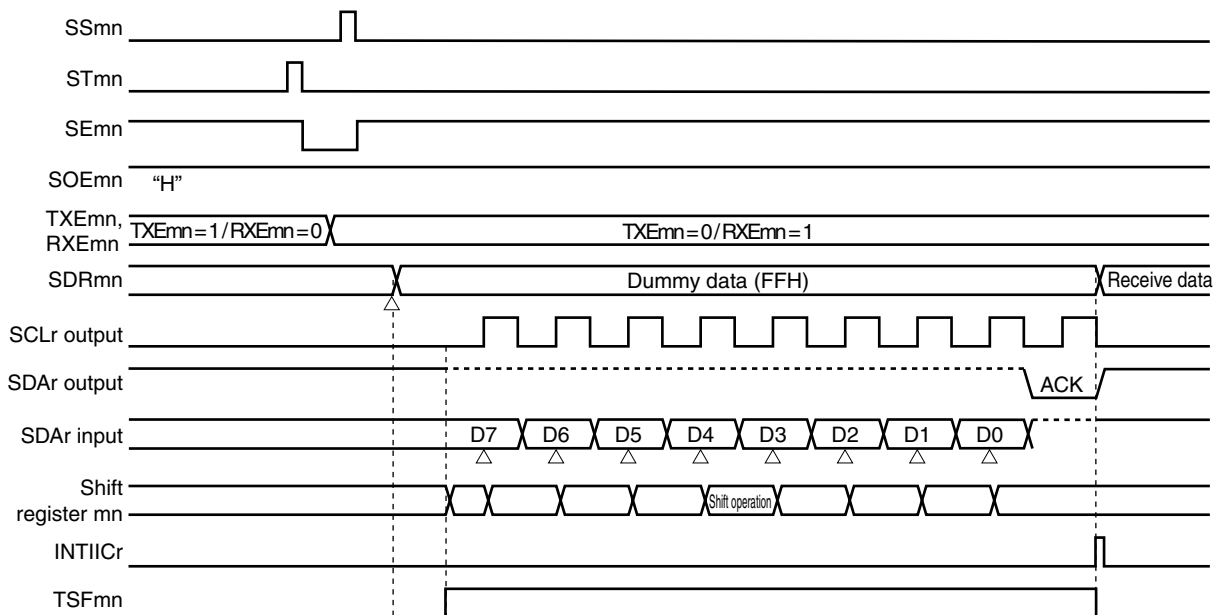 SSmn
STmn
SEmn
SOEmn “H”
TXEmn,
RXEmn TXEmn=1/RXEmn=0 TXEmn=0/RXEmn=1
SDRmn Dummy data (FFH) Receive data
SCLr output
SDAr output ACK
SDAr input D7 D6 D5 D4 D3 D2 D1 D0
Shift
register mn Shift operation
INTIICr
TSFmn